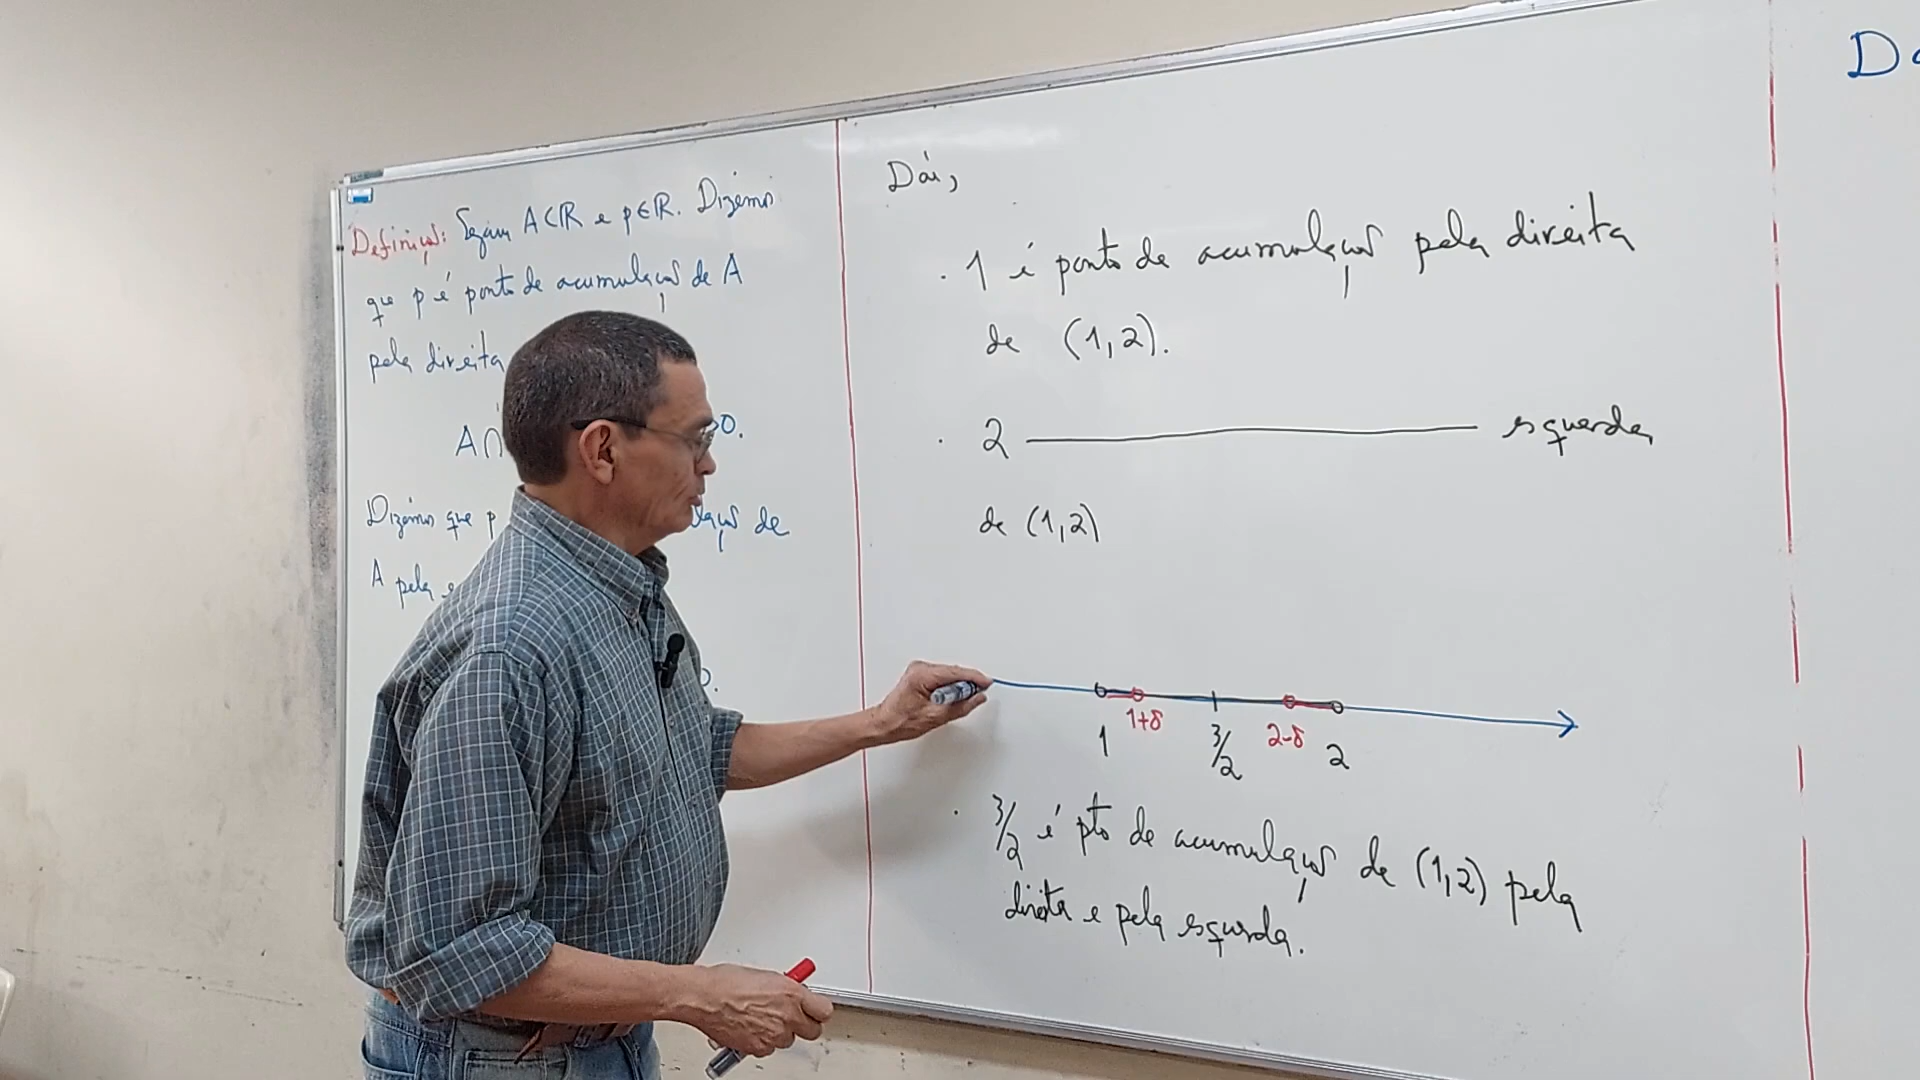 Definição: Sejam A⊂ℝ e p∈ℝ. Dizemos
que p é ponto de acumulação de A
pela direita
A∩ >0.
Dizemos que p de
A pela
0.
Daí,
· 1 é ponto de acumulação pela direita
de (1,2).
· 2 ———— esquerda
de (1,2)
1 1+δ 3/2 2-δ 2
· 3/2 é pto de acumulação de (1,2) pela
direita e pela esquerda.